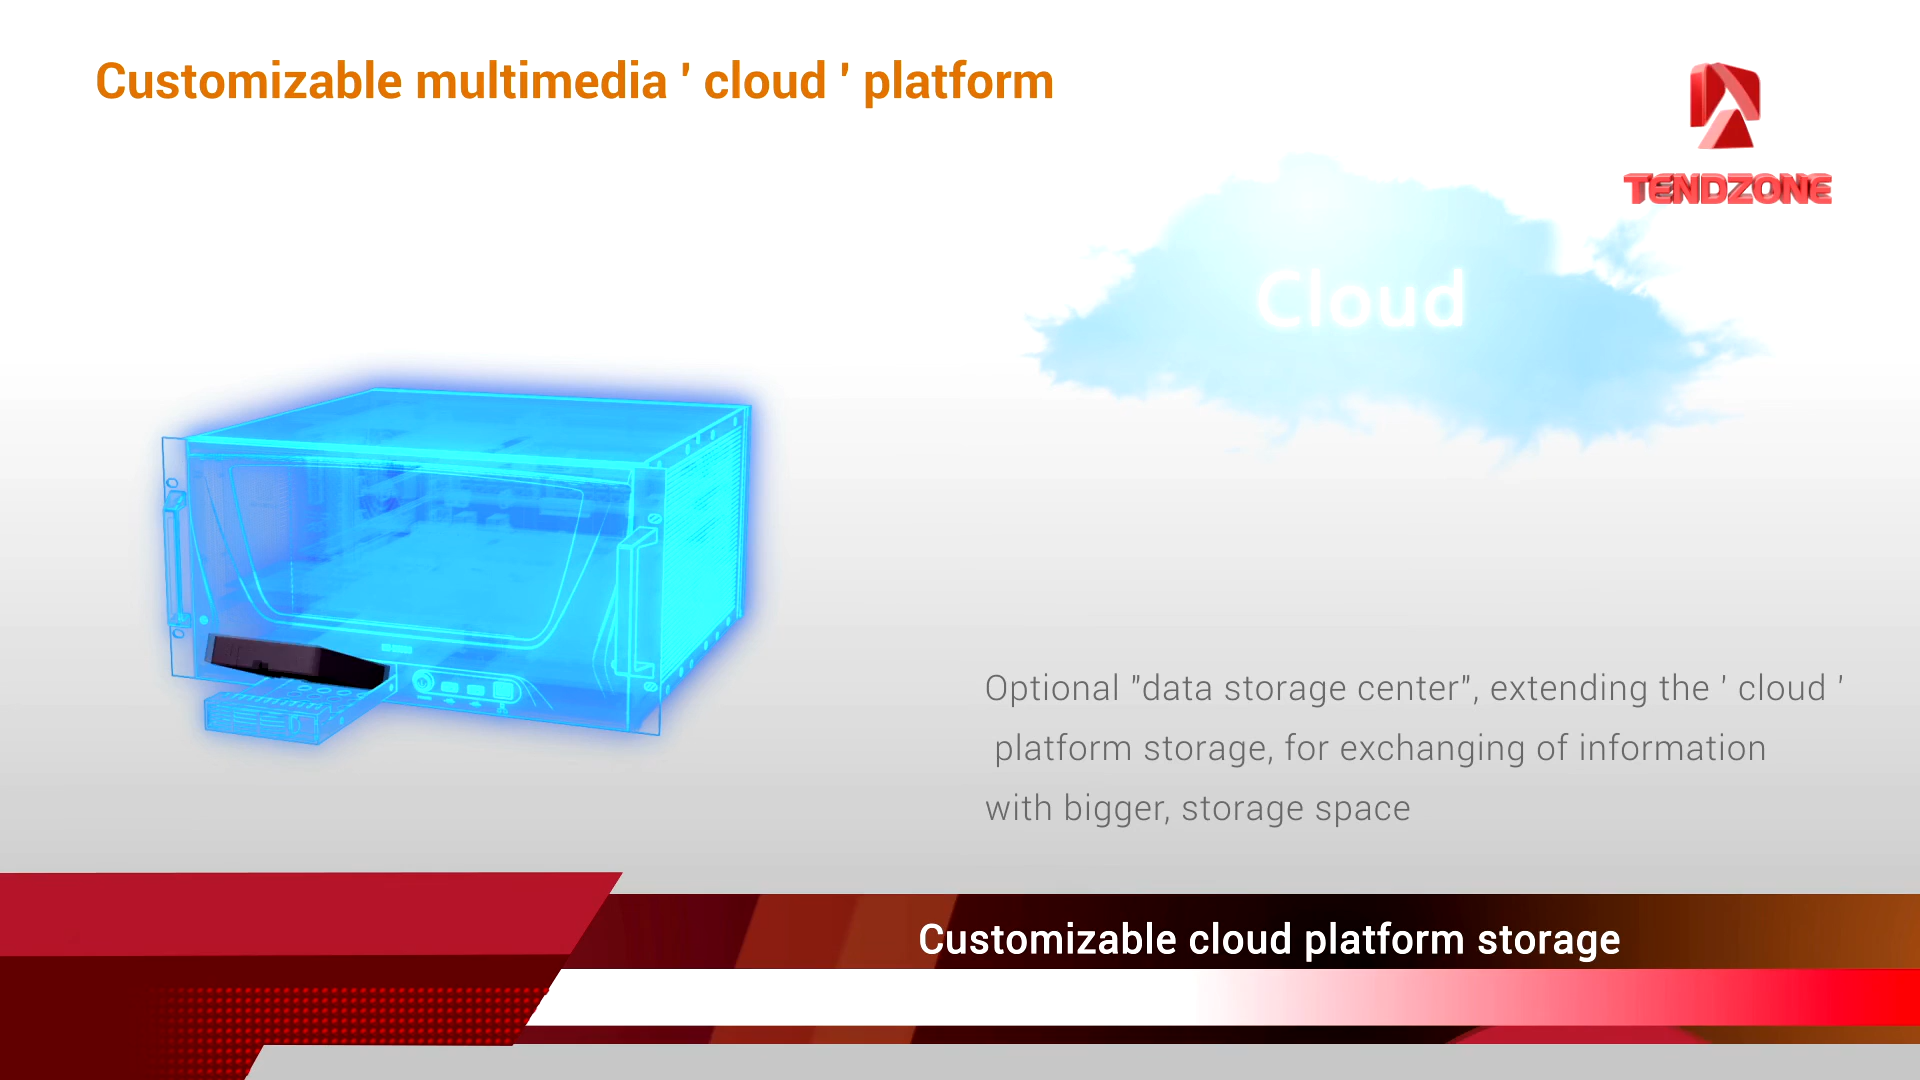 Customizable multimedia ' cloud ' platform
TENDZONE
Cloud
Optional "data storage center", extending the ' cloud '
platform storage, for exchanging of information
with bigger, storage space
Customizable cloud platform storage